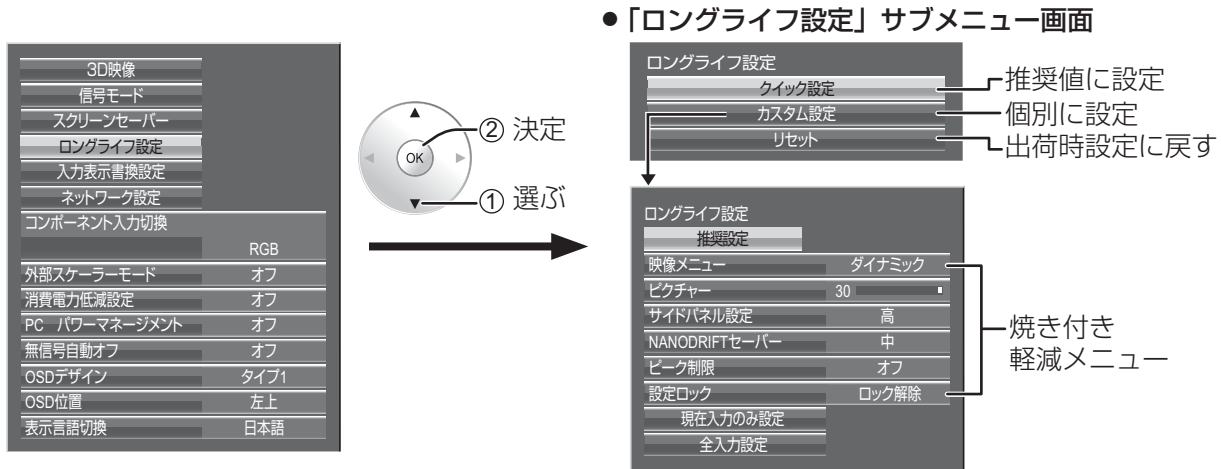 ●「ロングライフ設定」サブメニュー画面
3D映像
信号モード
スクリーンセーバー
ロングライフ設定
入力表示書換設定
ネットワーク設定
コンポーネント入力切換
RGB
外部スケーラーモード オフ
消費電力低減設定 オフ
PC パワーマネージメント オフ
無信号自動オフ オフ
OSDデザイン タイプ1
OSD位置 左上
表示言語切換 日本語
OK
② 決定
① 選ぶ
ロングライフ設定
クイック設定 推奨値に設定
カスタム設定 個別に設定
リセット 出荷時設定に戻す
ロングライフ設定
推奨設定
映像メニュー ダイナミック
ピクチャー 30
サイドパネル設定 高
NANODRIFTセーバー 中
ピーク制限 オフ
設定ロック ロック解除
現在入力のみ設定
全入力設定
焼き付き
軽減メニュー